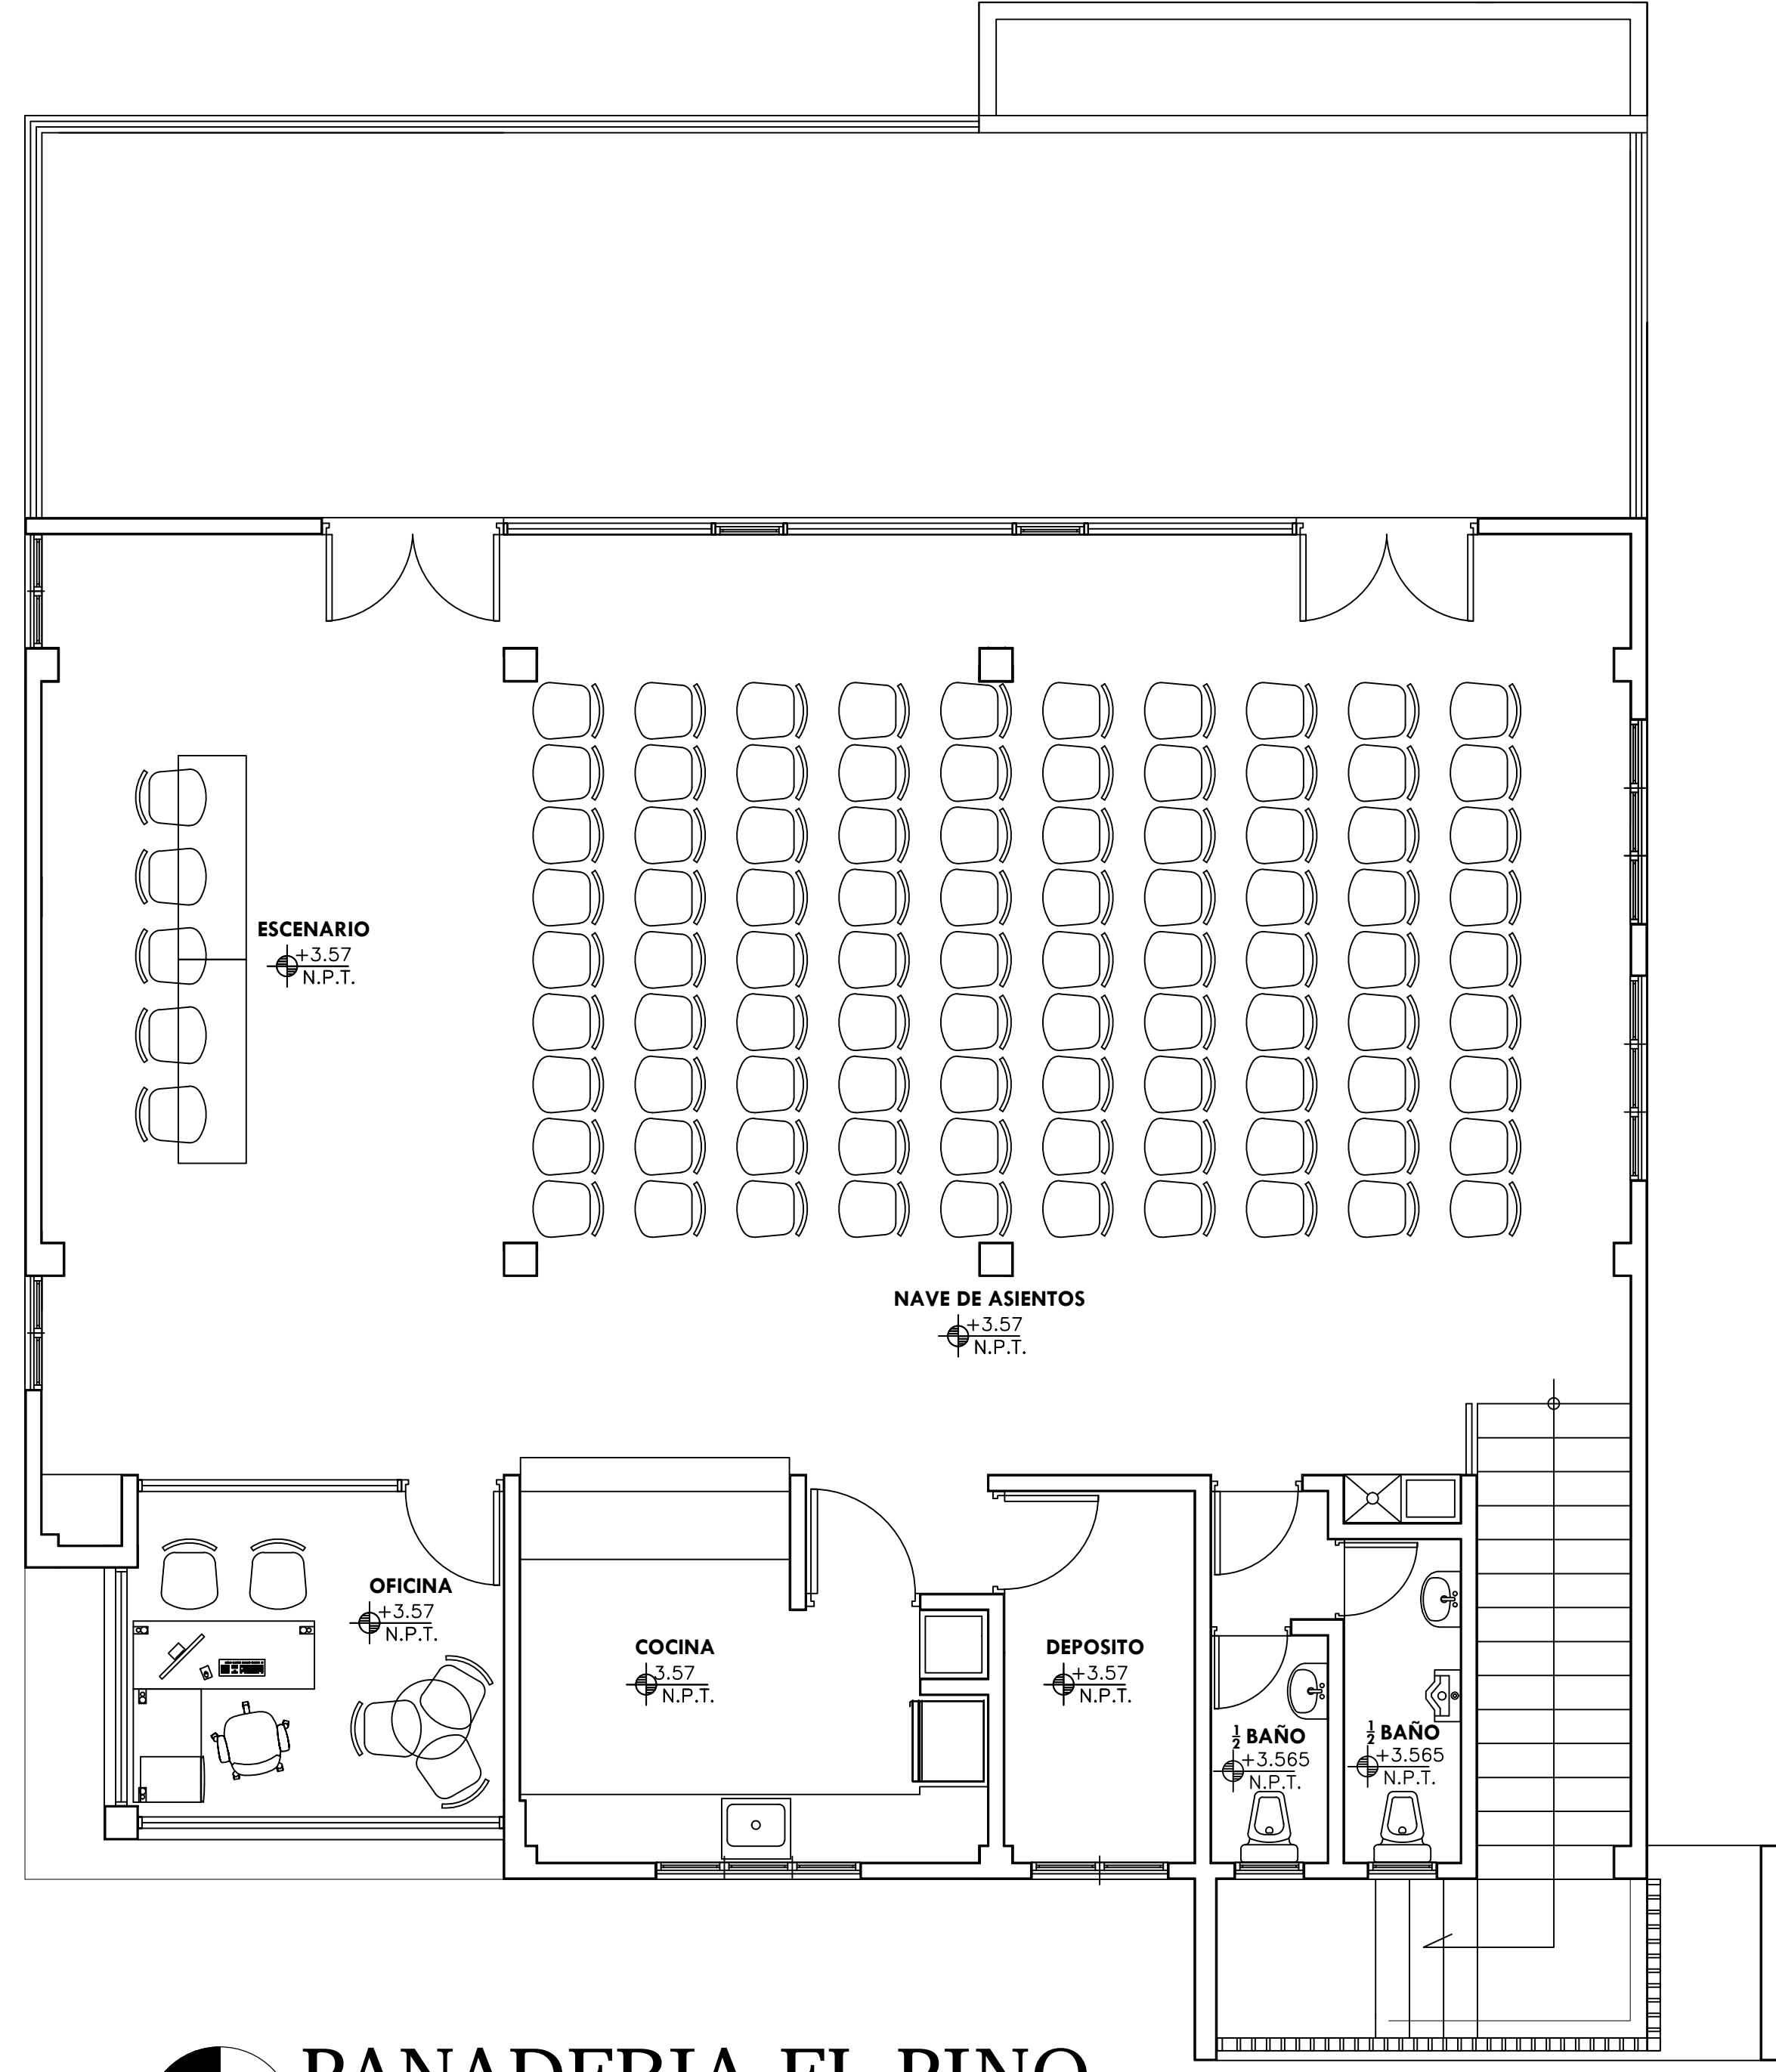 ESCENARIO
+3.57
N.P.T.
NAVE DE ASIENTOS
+3.57
N.P.T.
OFICINA
+3.57
N.P.T.
COCINA
3.57
N.P.T.
DEPOSITO
+3.57
N.P.T.
½ BAÑO
+3.565
N.P.T.
½ BAÑO
+3.565
N.P.T.
PANADERIA EL PINO